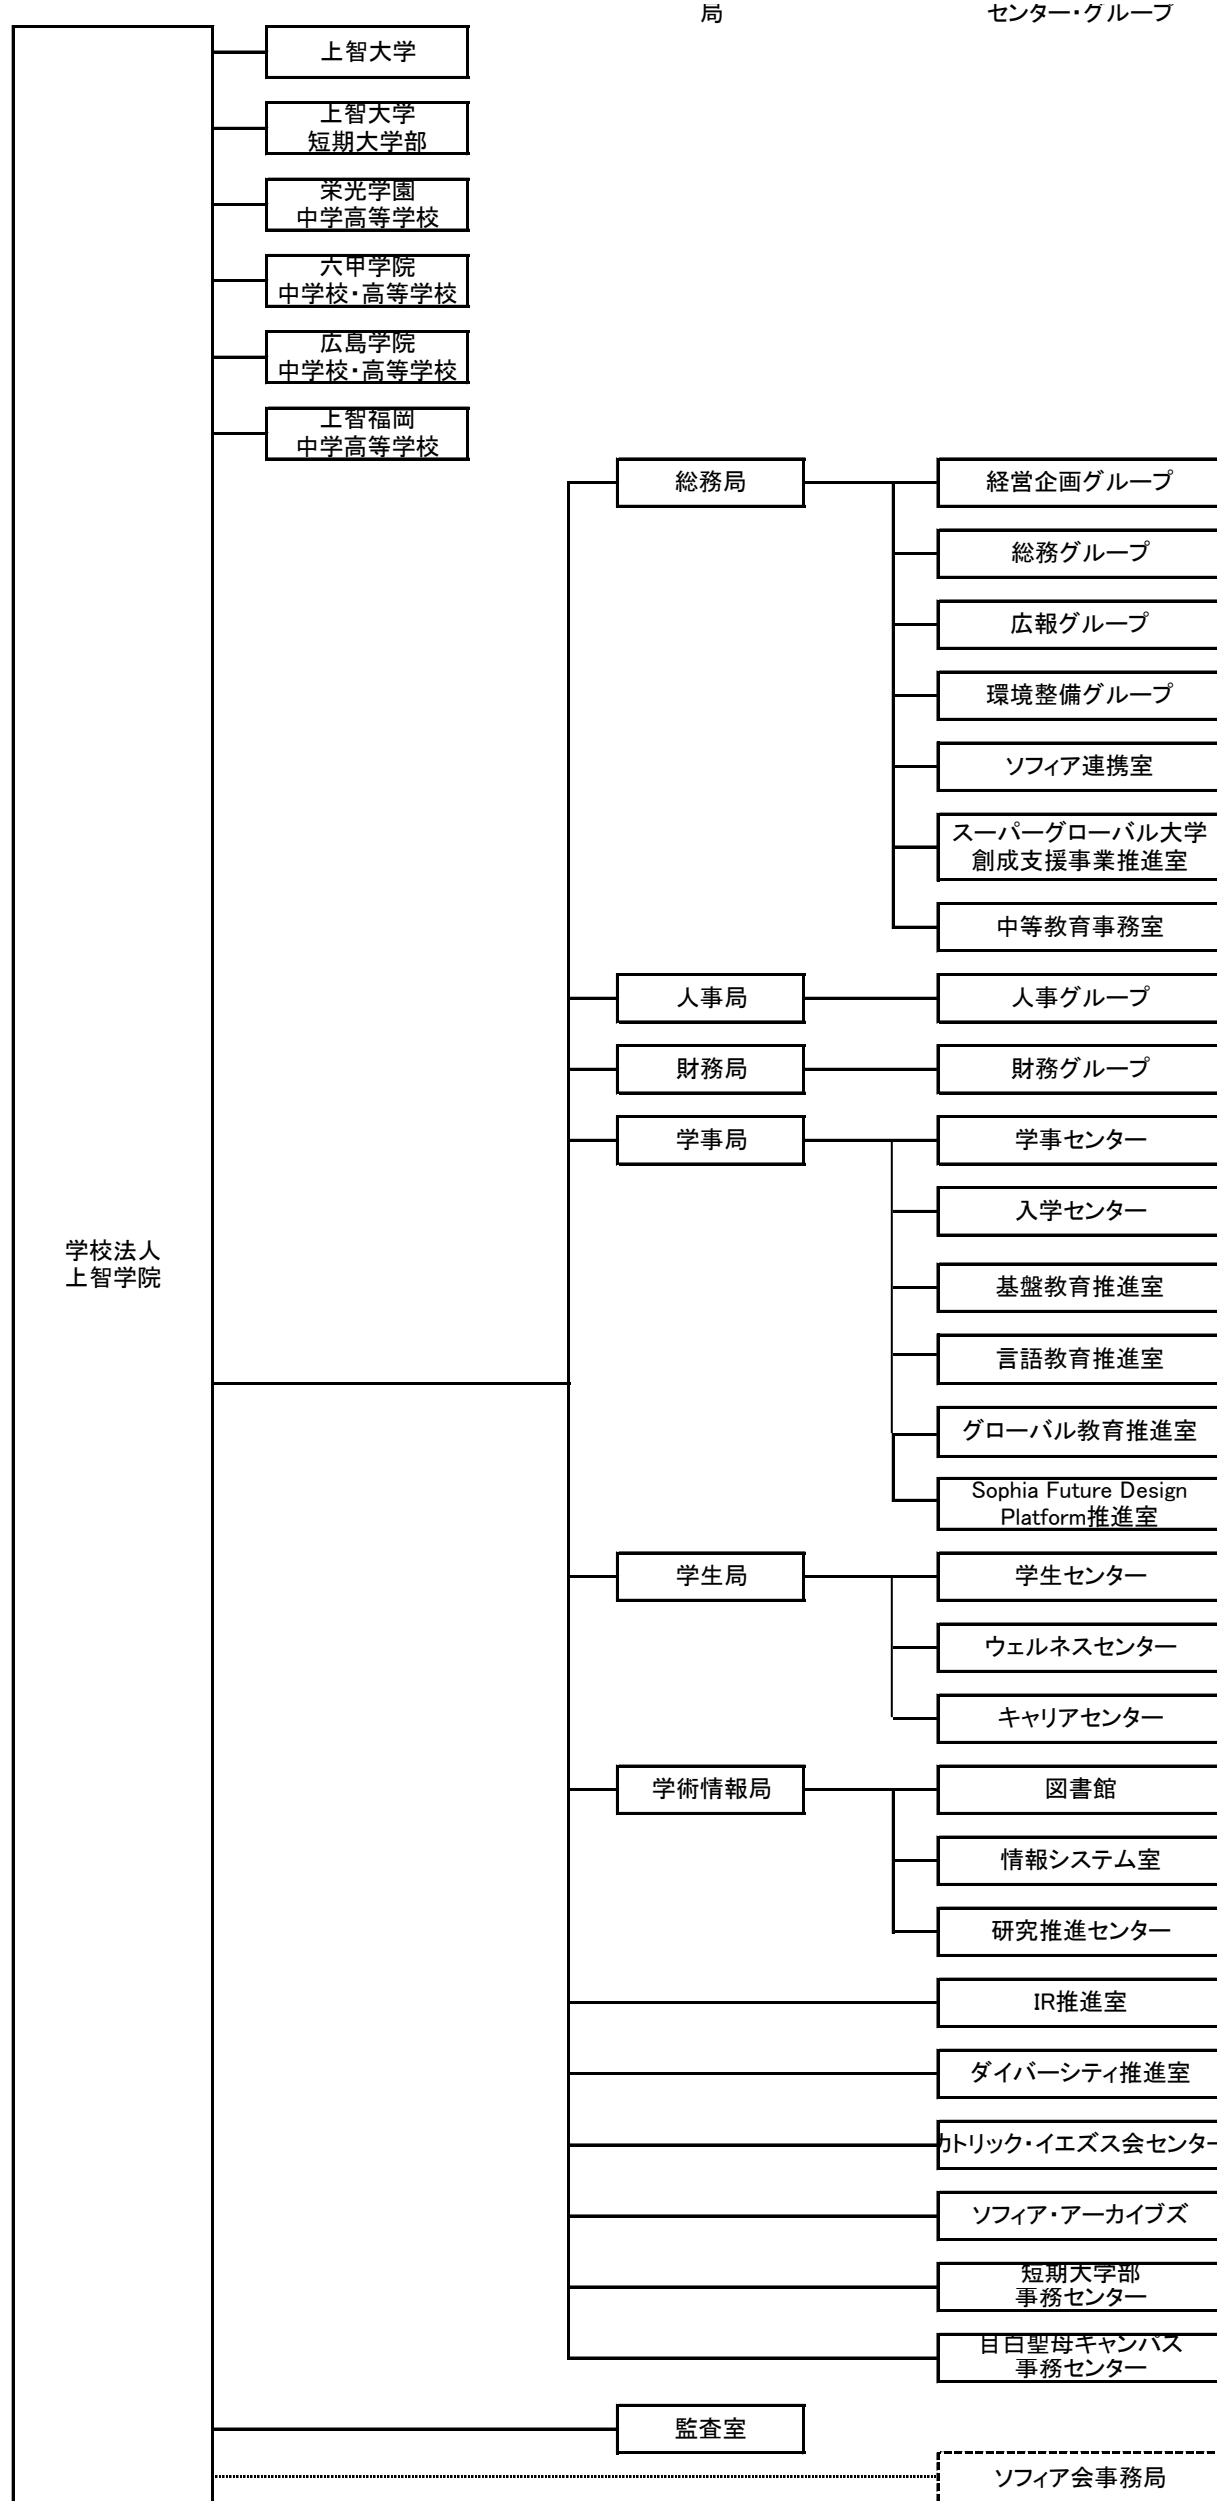 局
センター・グループ
上智大学
上智大学
短期大学部
栄光学園
中学高等学校
六甲学院
中学校・高等学校
広島学院
中学校・高等学校
上智福岡
中学高等学校
総務局
経営企画グループ
総務グループ
広報グループ
環境整備グループ
ソフィア連携室
スーパーグローバル大学
創成支援事業推進室
中等教育事務室
人事局
人事グループ
財務局
財務グループ
学事局
学事センター
入学センター
学校法人
上智学院
基盤教育推進室
言語教育推進室
グローバル教育推進室
Sophia Future Design
Platform推進室
学生局
学生センター
ウェルネスセンター
キャリアセンター
学術情報局
図書館
情報システム室
研究推進センター
IR推進室
ダイバーシティ推進室
カトリック・イエズス会センター
ソフィア・アーカイブズ
短期大学部
事務センター
目白聖母キャンパス
事務センター
監査室
ソフィア会事務局